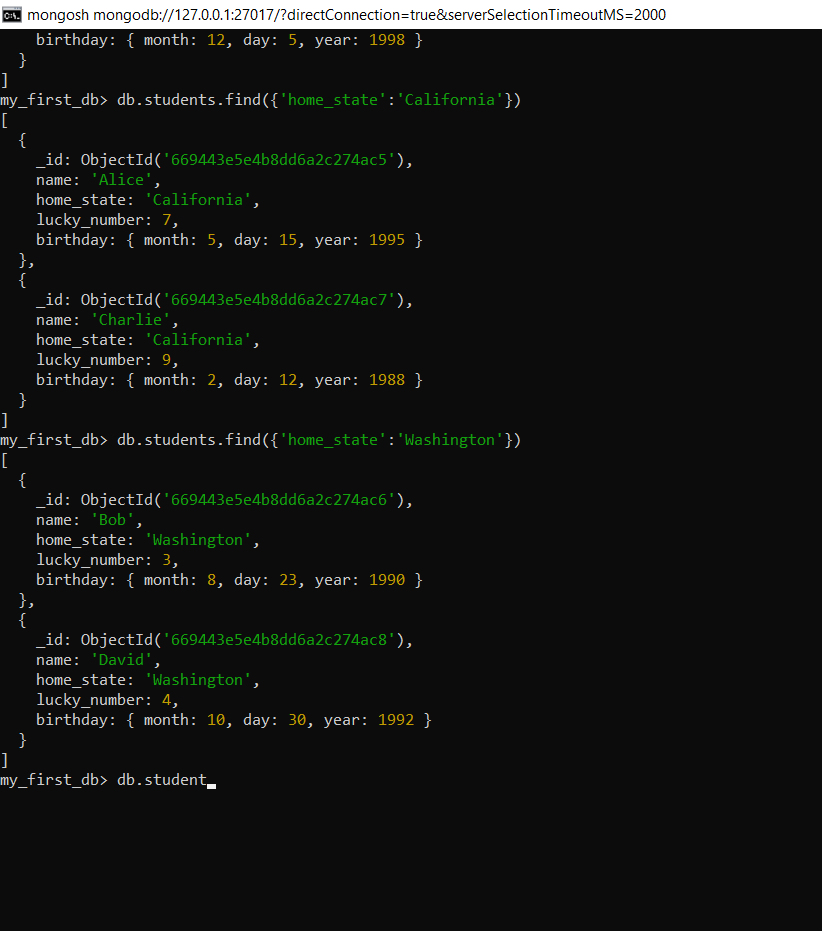 mongosh mongodb://127.0.0.1:27017/?directConnection=true&serverSelectionTimeoutMS=2000
    birthday: { month: 12, day: 5, year: 1998 }
  }
]
my_first_db> db.students.find({'home_state':'California'})
[
  {
    _id: ObjectId('669443e5e4b8dd6a2c274ac5'),
    name: 'Alice',
    home_state: 'California',
    lucky_number: 7,
    birthday: { month: 5, day: 15, year: 1995 }
  },
  {
    _id: ObjectId('669443e5e4b8dd6a2c274ac7'),
    name: 'Charlie',
    home_state: 'California',
    lucky_number: 9,
    birthday: { month: 2, day: 12, year: 1988 }
  }
]
my_first_db> db.students.find({'home_state':'Washington'})
[
  {
    _id: ObjectId('669443e5e4b8dd6a2c274ac6'),
    name: 'Bob',
    home_state: 'Washington',
    lucky_number: 3,
    birthday: { month: 8, day: 23, year: 1990 }
  },
  {
    _id: ObjectId('669443e5e4b8dd6a2c274ac8'),
    name: 'David',
    home_state: 'Washington',
    lucky_number: 4,
    birthday: { month: 10, day: 30, year: 1992 }
  }
]
my_first_db> db.student